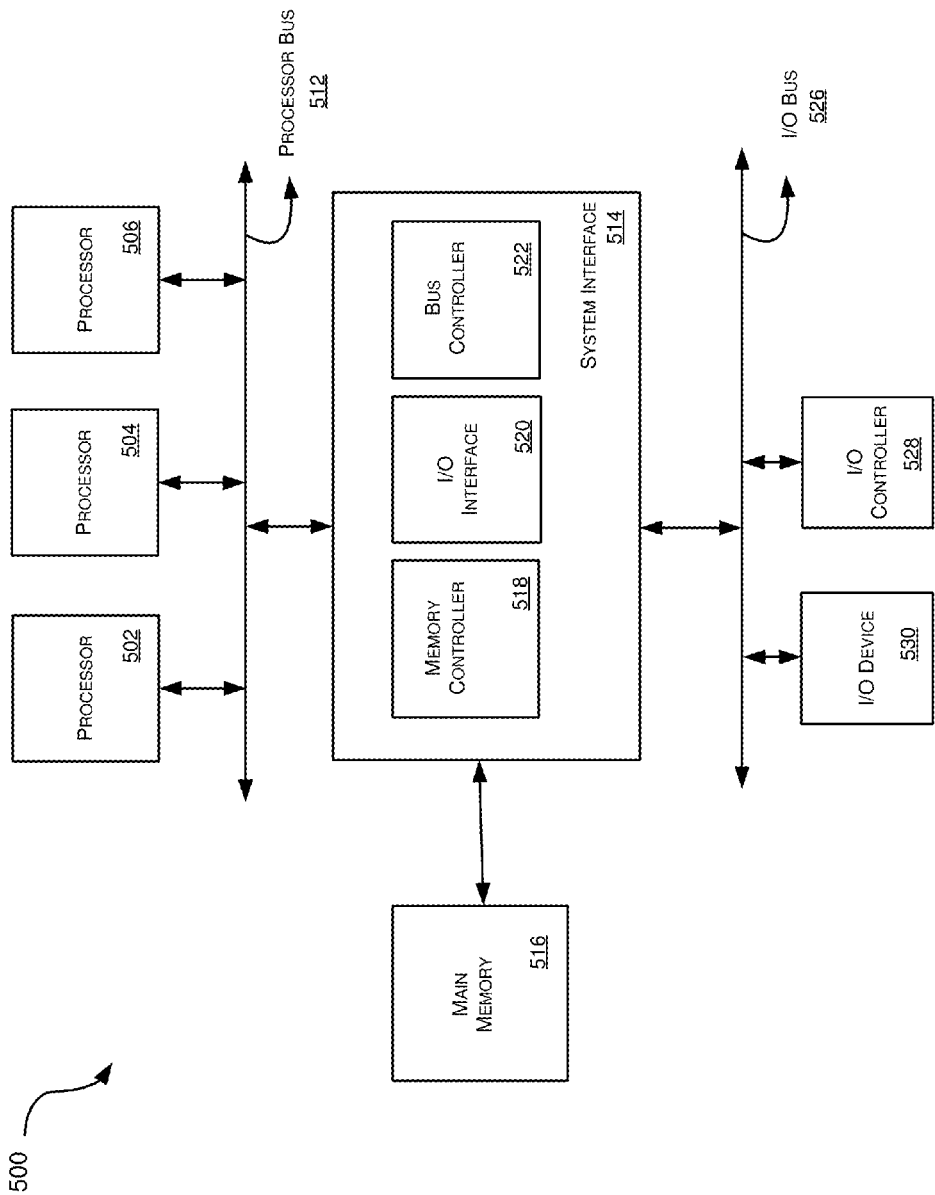 500
PROCESSOR
502
PROCESSOR
504
PROCESSOR
506
PROCESSOR BUS
512
MAIN
MEMORY
516
MEMORY
CONTROLLER
518
I/O
INTERFACE
520
BUS
CONTROLLER
522
SYSTEM INTERFACE
514
I/O DEVICE
530
I/O
CONTROLLER
528
I/O BUS
526